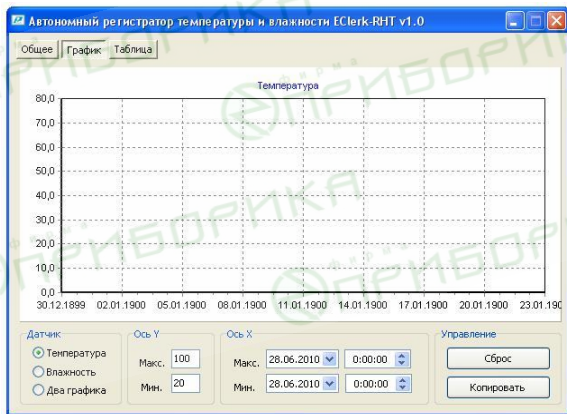 Автономный регистратор температуры и влажности EClerk-RHT v1.0
Общее График Таблица
Температура
80,0
70,0
60,0
50,0
40,0
30,0
20,0
10,0
0,0
30.12.1899 02.01.1900 05.01.1900 08.01.1900 11.01.1900 14.01.1900 17.01.1900 20.01.1900 23.01.190
Датчик Ось Y Ось X Управление
Температура Макс. 100 Макс. 28.06.2010 0:00:00 Сброс
Влажность
Два графика Мин. 20 Мин. 28.06.2010 0:00:00 Копировать
фирма ПРИБОРИКА